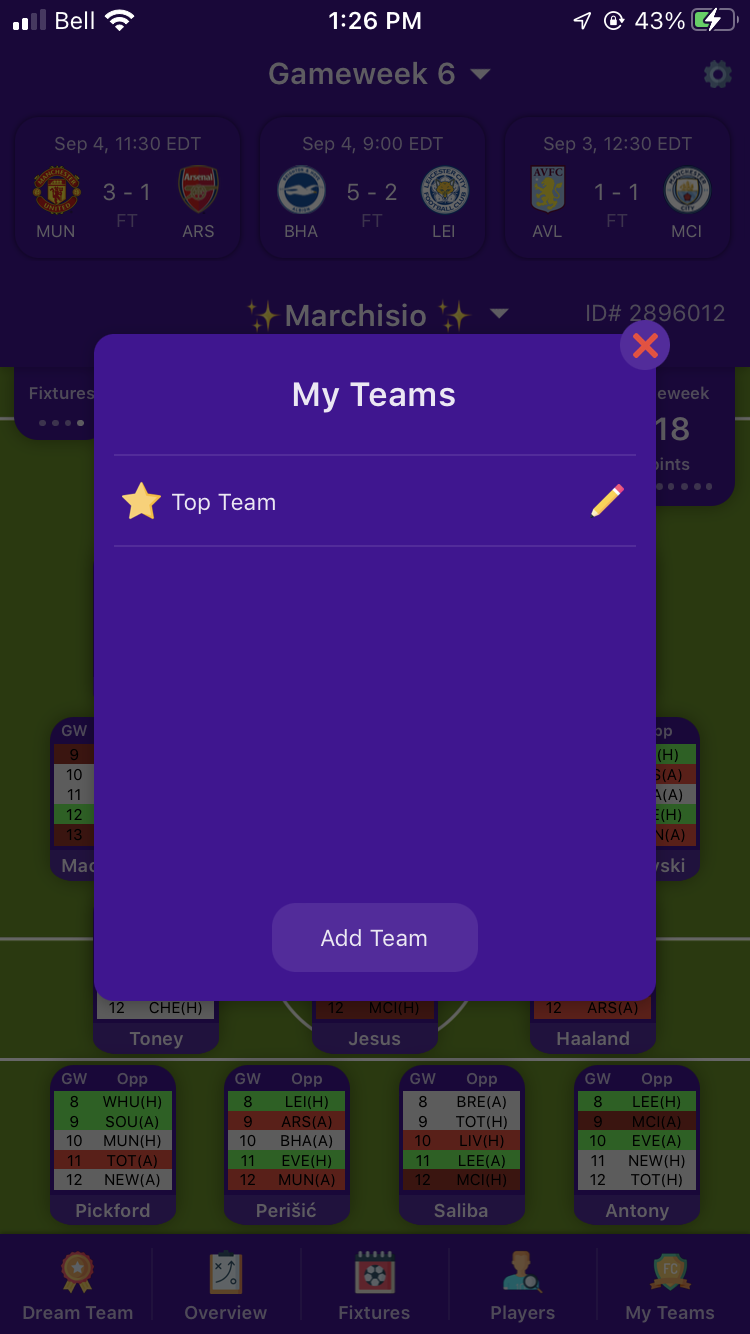 Bell 1:26 PM 43%
Gameweek 6
Sep 4, 11:30 EDT Sep 4, 9:00 EDT Sep 3, 12:30 EDT
3 - 1 5 - 2 1 - 1
FT FT FT
MUN ARS BHA LEI AVL MCI
✨Marchisio ✨ ID# 2896012
My Teams
Fixtures
18
Top Team
Add Team
GW
9
10 (A)
11 (A)
12 (H)
13 (A)
12 CHE(H) 12 MCI(H) 12 ARS(A)
Toney Jesus Haaland
GW Opp GW Opp GW Opp GW Opp
8 WHU(H) 8 LEI(H) 8 BRE(A) 8 LEE(H)
9 SOU(A) 9 ARS(A) 9 TOT(H) 9 MCI(A)
10 MUN(H) 10 BHA(A) 10 LIV(H) 10 EVE(A)
11 TOT(A) 11 EVE(H) 11 LEE(A) 11 NEW(H)
12 NEW(A) 12 MUN(A) 12 MCI(H) 12 TOT(H)
Pickford Perišić Saliba Antony
Dream Team Overview Fixtures Players My Teams